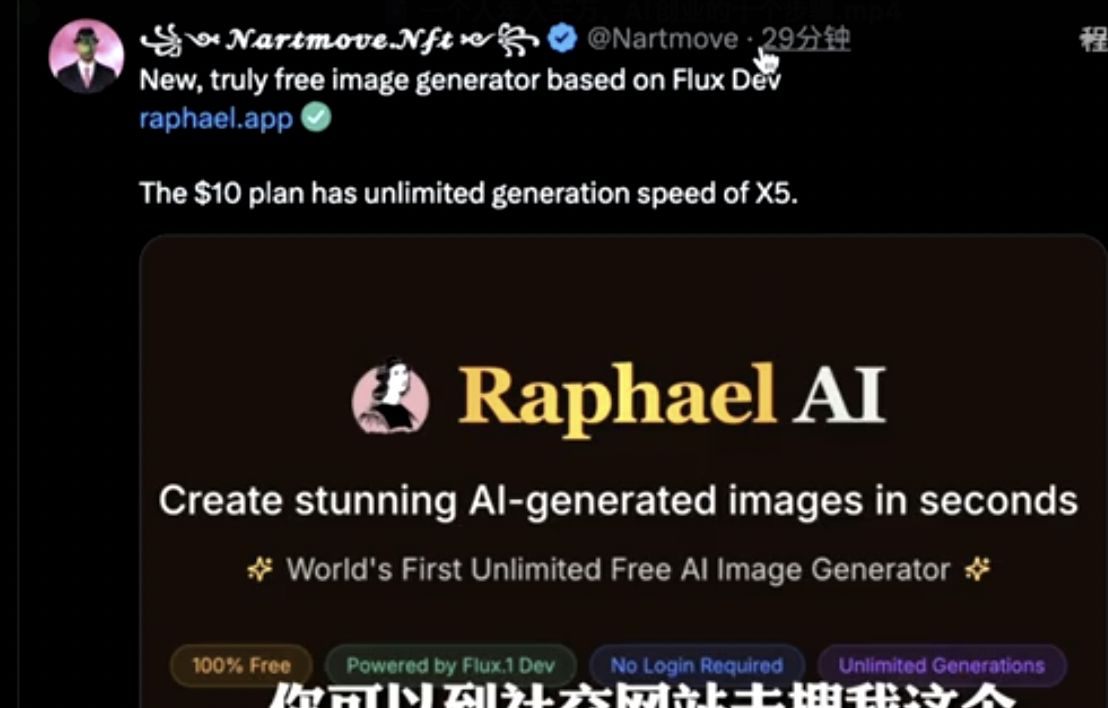 Nartmove.Nft @Nartmove · 29分钟
New, truly free image generator based on Flux Dev
raphael.app
The $10 plan has unlimited generation speed of X5.
Raphael AI
Create stunning AI-generated images in seconds
World's First Unlimited Free AI Image Generator
100% Free Powered by Flux.1 Dev No Login Required Unlimited Generations
你可以到社交网站去搜我这个